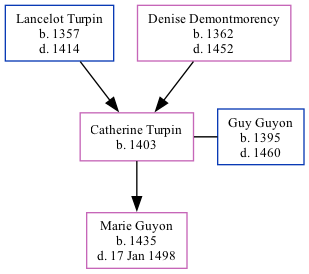 Lancelot Turpin
b. 1357
d. 1414
Denise Demontmorency
b. 1362
d. 1452
Catherine Turpin
b. 1403
Guy Guyon
b. 1395
d. 1460
Marie Guyon
b. 1435
d. 17 Jan 1498